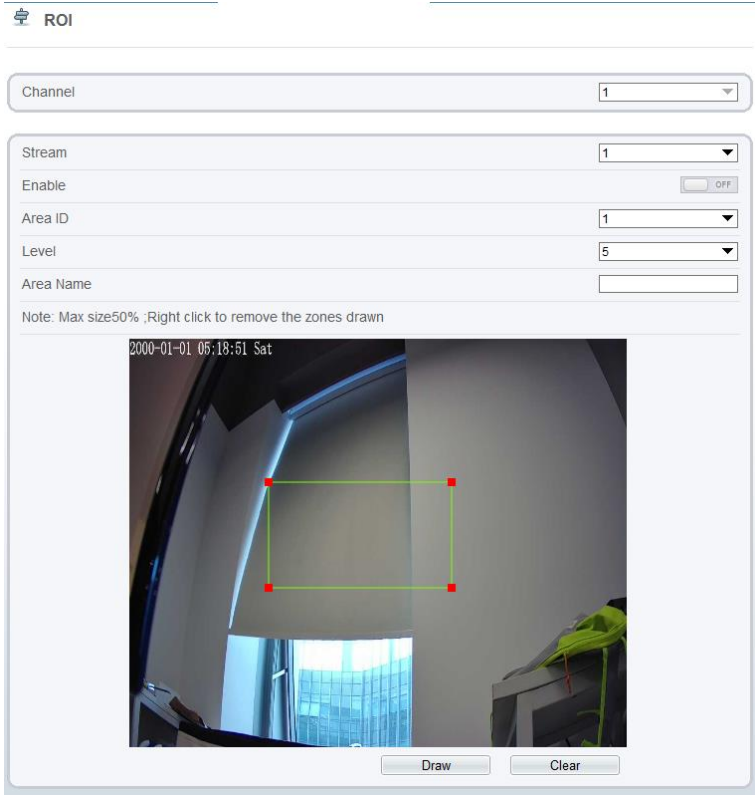 ROI
Channel 1
Stream 1
Enable OFF
Area ID 1
Level 5
Area Name
Note: Max size50% ;Right click to remove the zones drawn
2000-01-01 05:18:51 Sat
Draw Clear